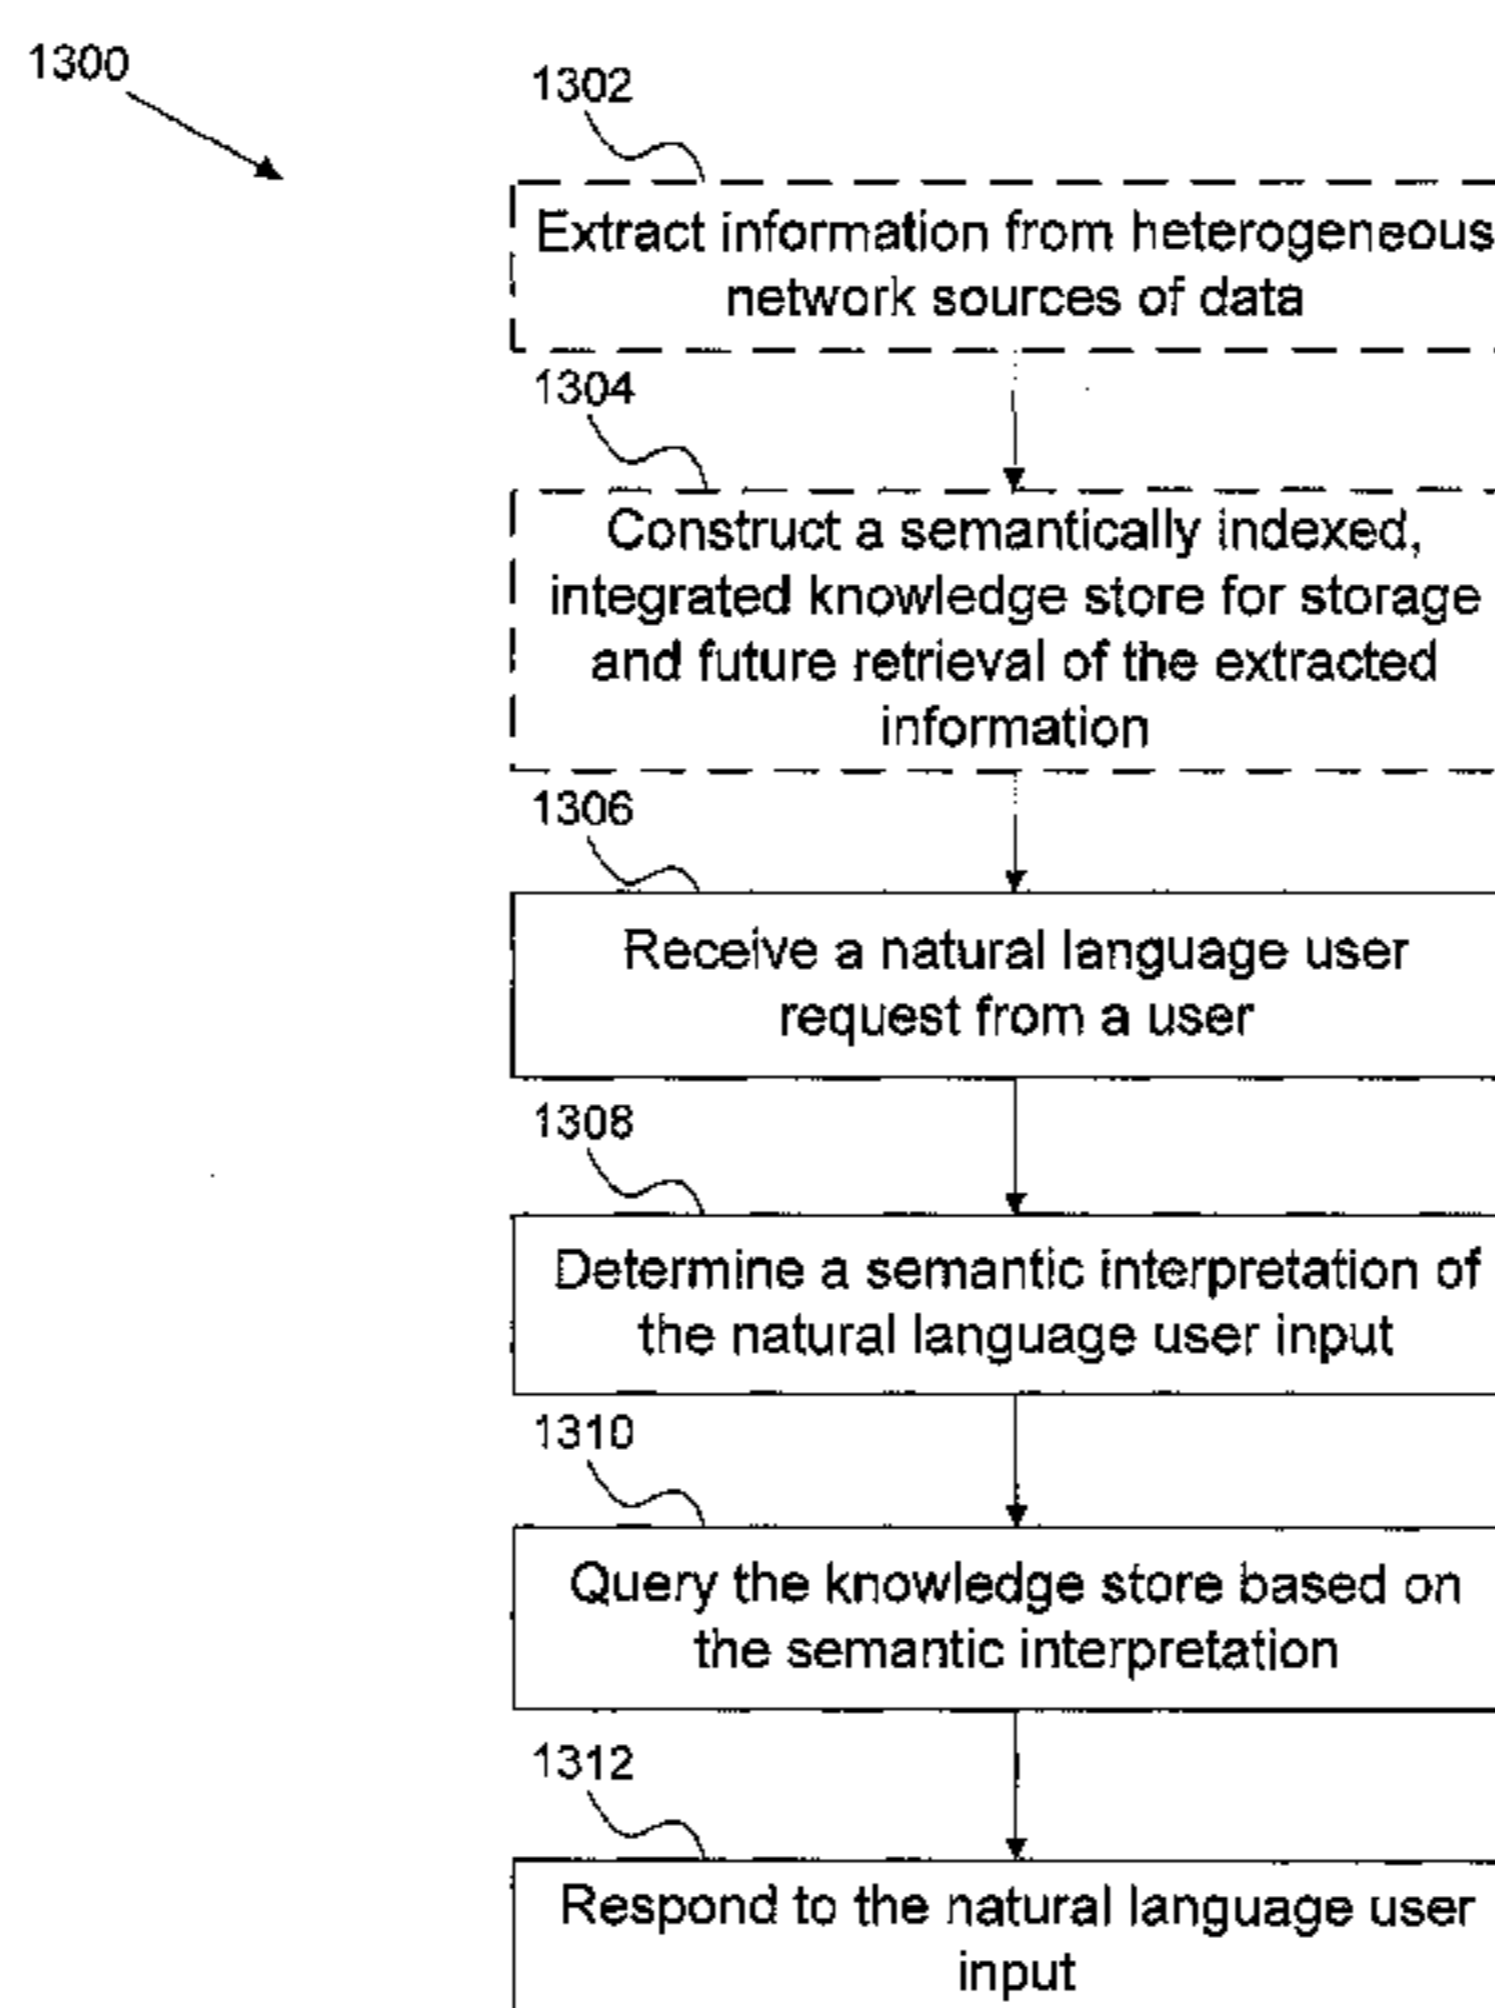 1300
1302
Extract information from heterogeneous
network sources of data
1304
Construct a semantically indexed,
integrated knowledge store for storage
and future retrieval of the extracted
information
1306
Receive a natural language user
request from a user
1308
Determine a semantic interpretation of
the natural language user input
1310
Query the knowledge store based on
the semantic interpretation
1312
Respond to the natural language user
input